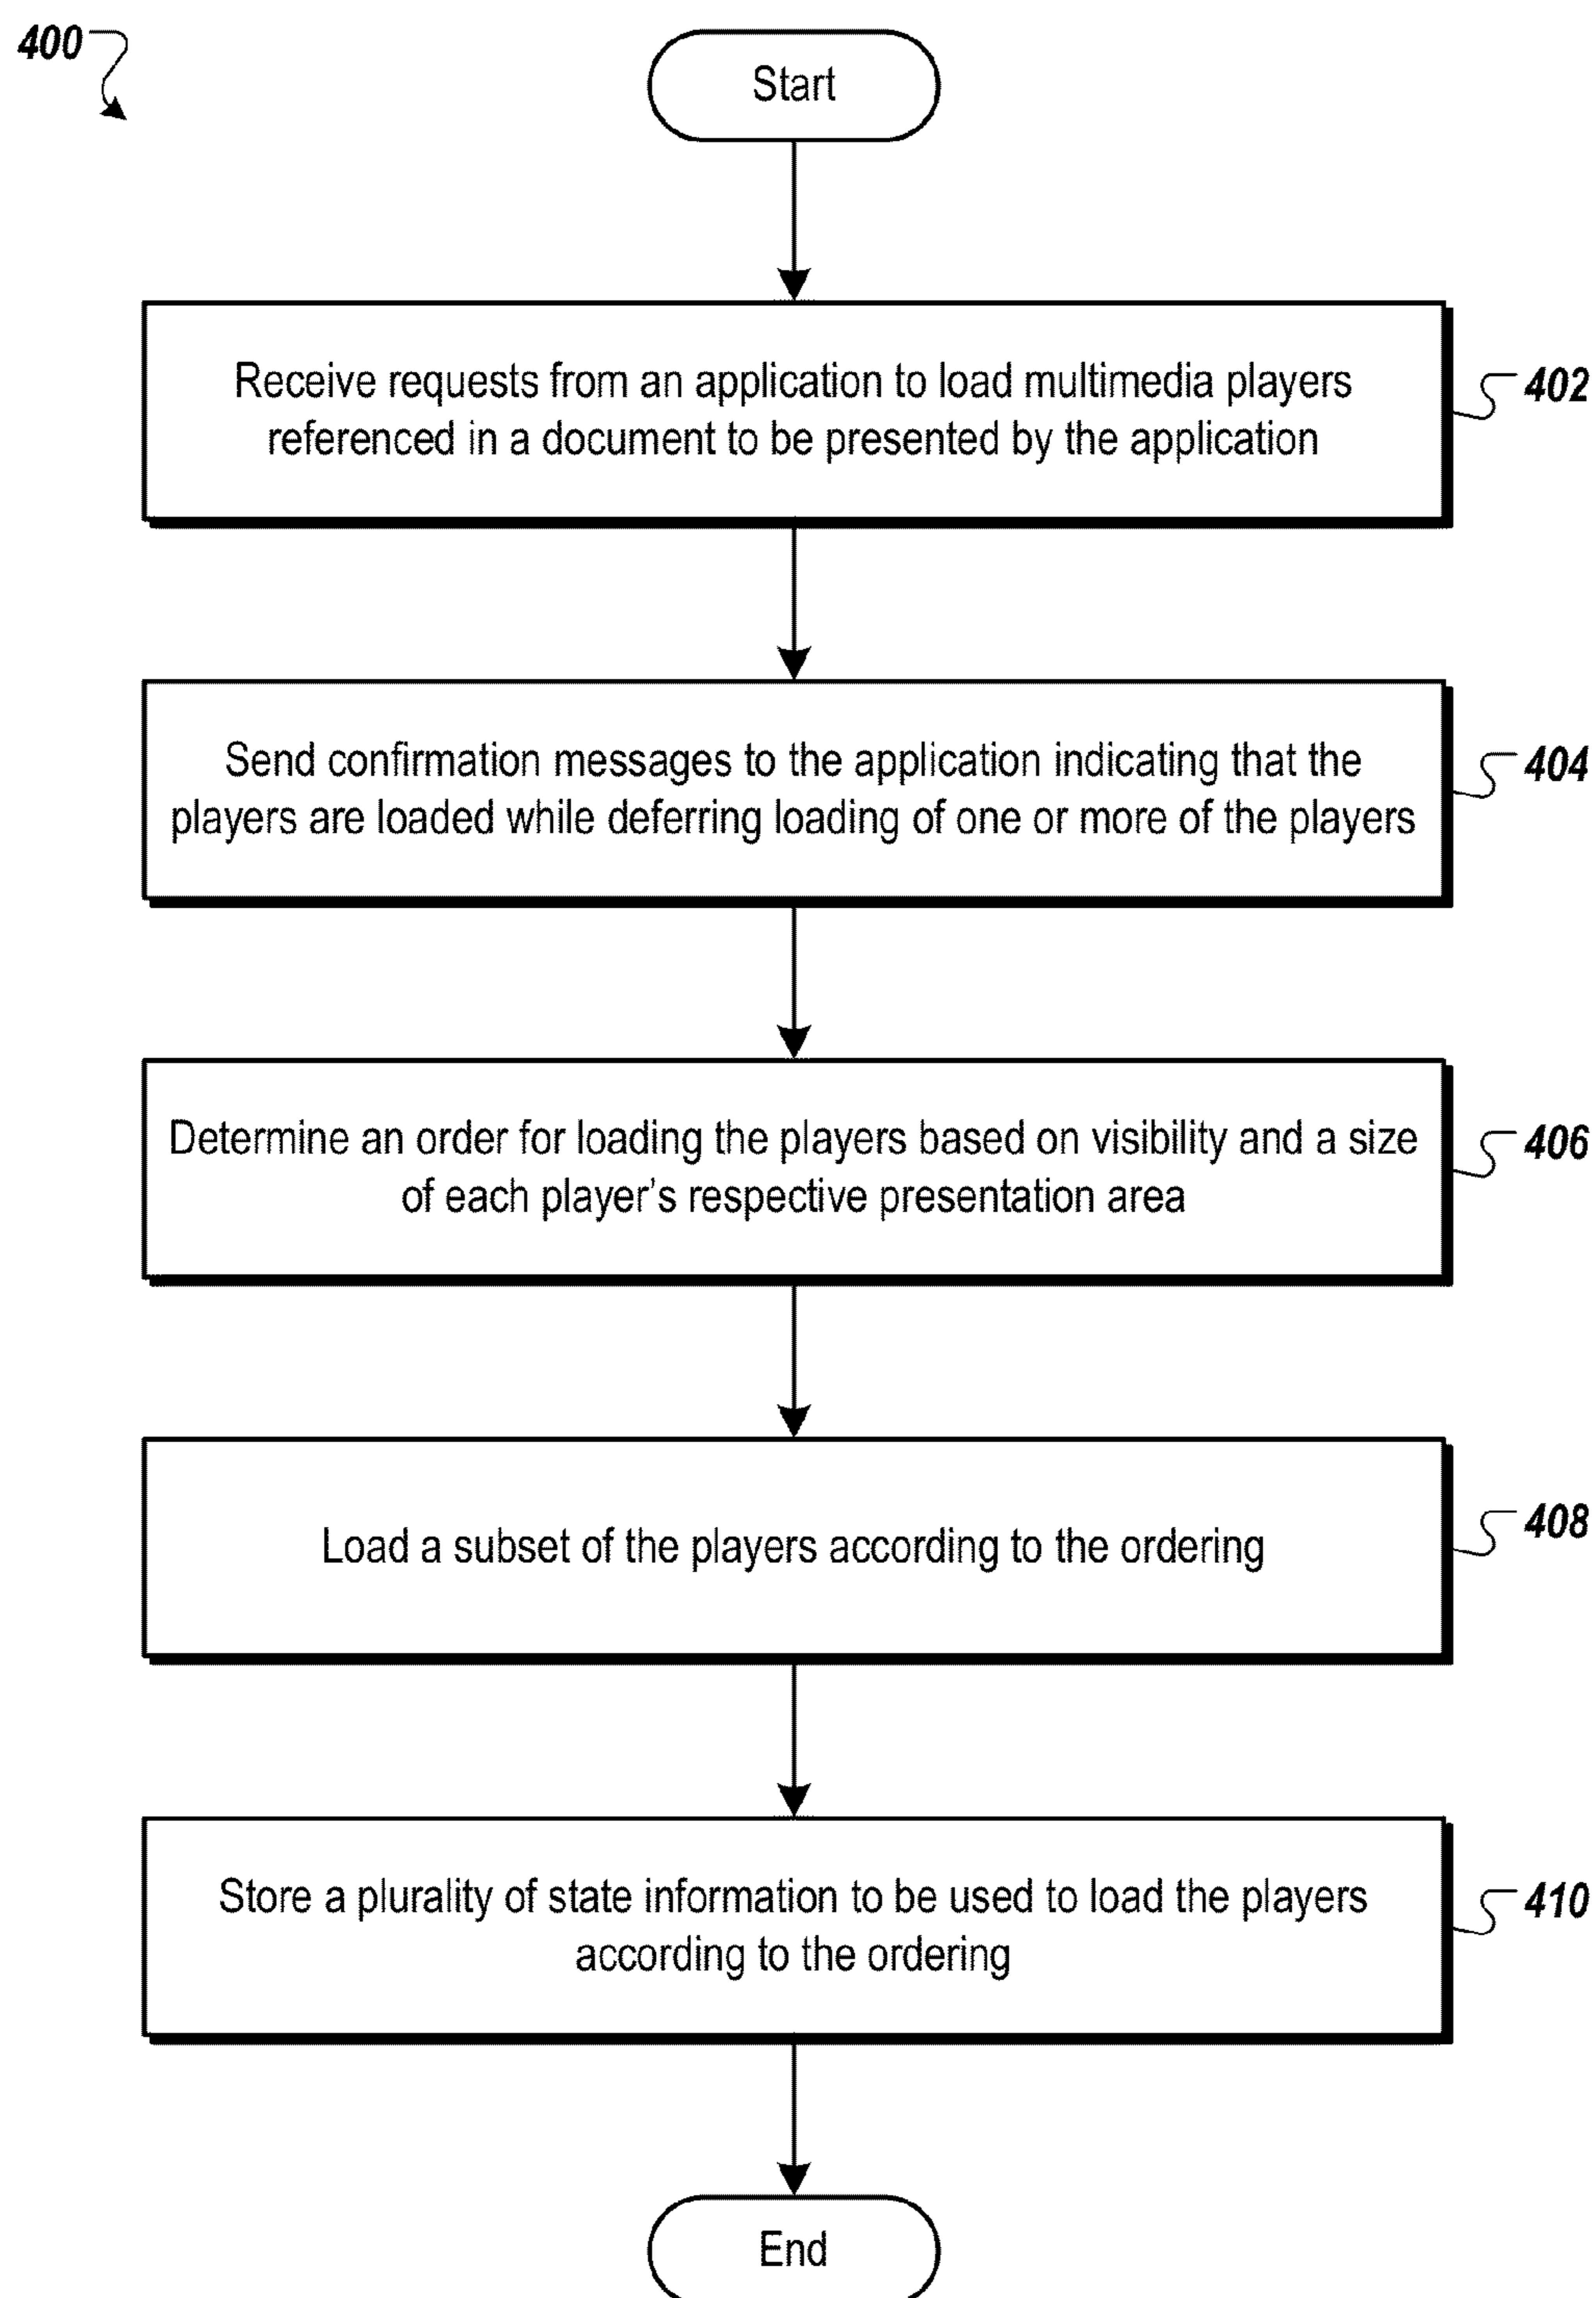 400
Start
Receive requests from an application to load multimedia players
referenced in a document to be presented by the application
402
Send confirmation messages to the application indicating that the
players are loaded while deferring loading of one or more of the players
404
Determine an order for loading the players based on visibility and a size
of each player's respective presentation area
406
Load a subset of the players according to the ordering
408
Store a plurality of state information to be used to load the players
according to the ordering
410
End